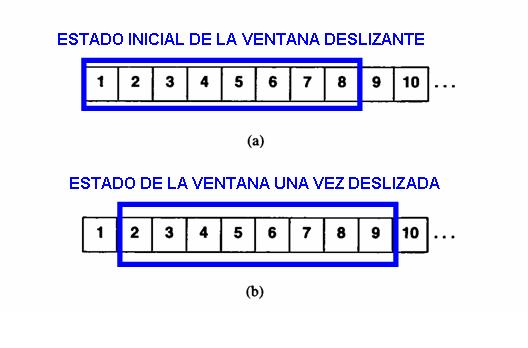 ESTADO INICIAL DE LA VENTANA DESLIZANTE
1 2 3 4 5 6 7 8 9 10 ...
(a)
ESTADO DE LA VENTANA UNA VEZ DESLIZADA
1 2 3 4 5 6 7 8 9 10 ...
(b)